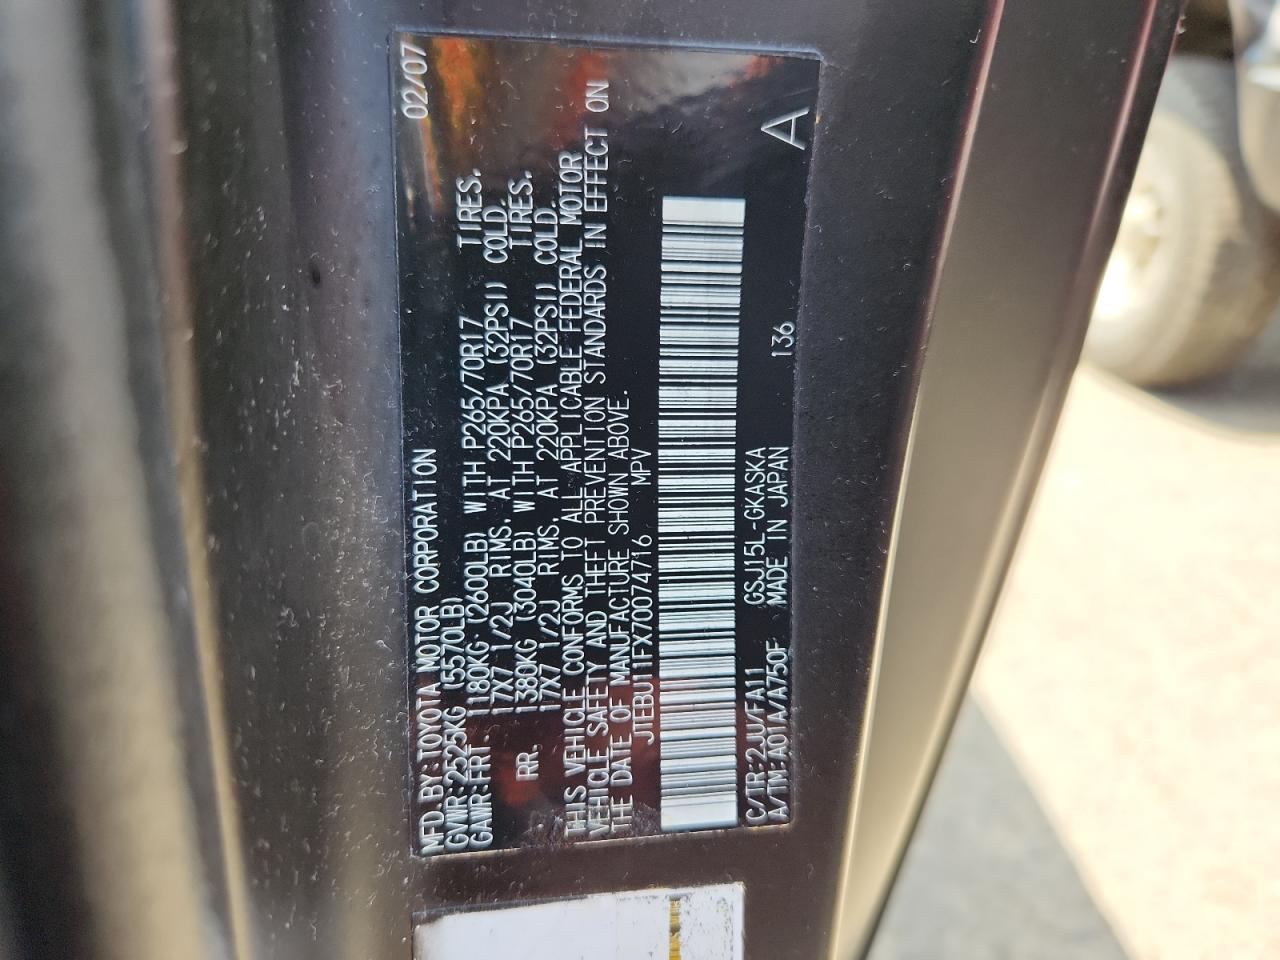 MFD. BY: TOYOTA MOTOR CORPORATION 02/07
GVWR: 2525KG (5570LB)
GAWR: FRT. 1180KG (2600LB) WITH P265/70R17 TIRES.
17X7 1/2J RIMS. AT 220KPA (32PSI) COLD.
RR. 1380KG (3040LB) WITH P265/70R17 TIRES.
17X7 1/2J RIMS. AT 220KPA (32PSI) COLD.
THIS VEHICLE CONFORMS TO ALL APPLICABLE FEDERAL MOTOR
VEHICLE SAFETY AND THEFT PREVENTION STANDARDS IN EFFECT ON
THE DATE OF MANUFACTURE SHOWN ABOVE.
JTEBU11FX70074716 MPV
C/TR: 2JU/FA11 GSJ15L-GKASKA
A/TM: A01A/A750F MADE IN JAPAN 136 A